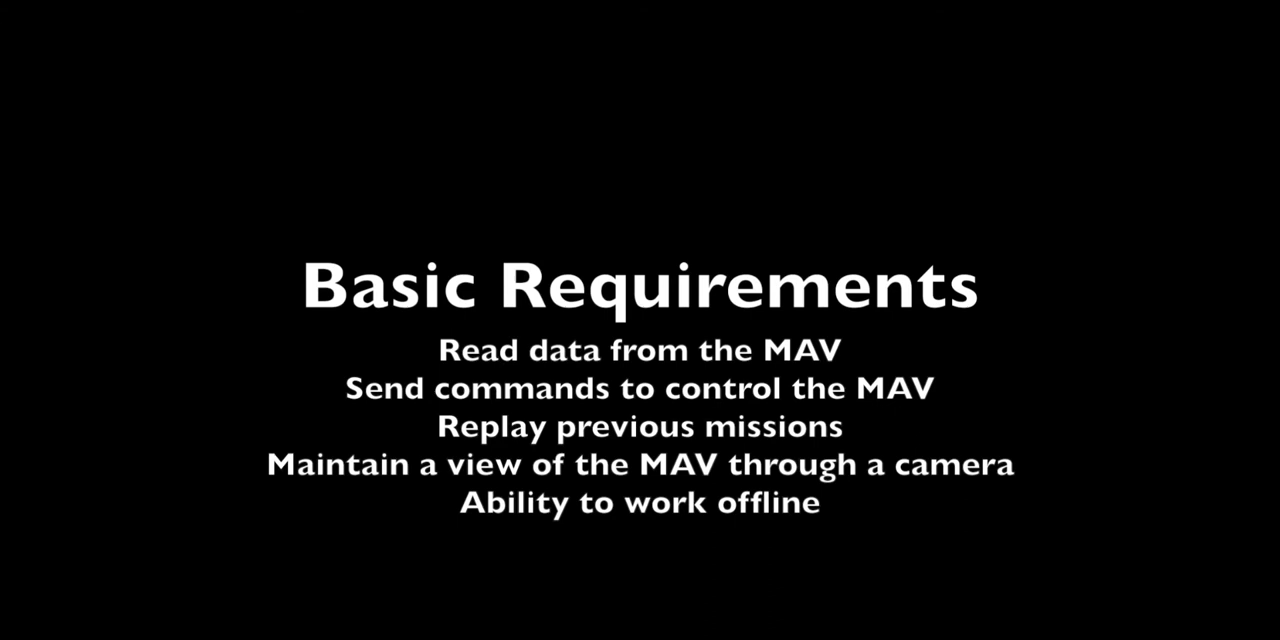 Basic Requirements
Read data from the MAV
Send commands to control the MAV
Replay previous missions
Maintain a view of the MAV through a camera
Ability to work offline